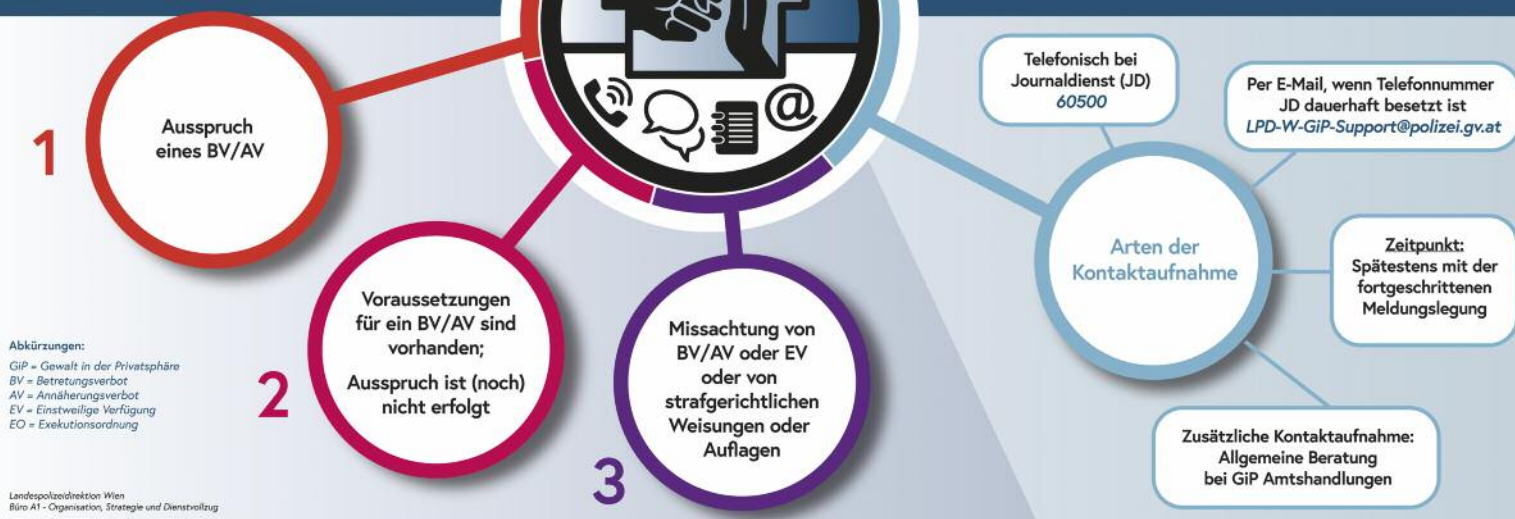 1
Ausspruch
eines BV/AV
2
Voraussetzungen
für ein BV/AV sind
vorhanden;
Ausspruch ist (noch)
nicht erfolgt
3
Missachtung von
BV/AV oder EV
oder von
strafgerichtlichen
Weisungen oder
Auflagen
@
Arten der
Kontaktaufnahme
Telefonisch bei
Journaldienst (JD)
60500
Per E-Mail, wenn Telefonnummer
JD dauerhaft besetzt ist
LPD-W-GiP-Support@polizei.gv.at
Zeitpunkt:
Spätestens mit der
fortgeschrittenen
Meldungslegung
Zusätzliche Kontaktaufnahme:
Allgemeine Beratung
bei GiP Amtshandlungen
Abkürzungen:
GiP = Gewalt in der Privatsphäre
BV = Betretungsverbot
AV = Annäherungsverbot
EV = Einstweilige Verfügung
EO = Exekutionsordnung
Landespolizeidirektion Wien
Büro A1 - Organisation, Strategie und Dienstvollzug